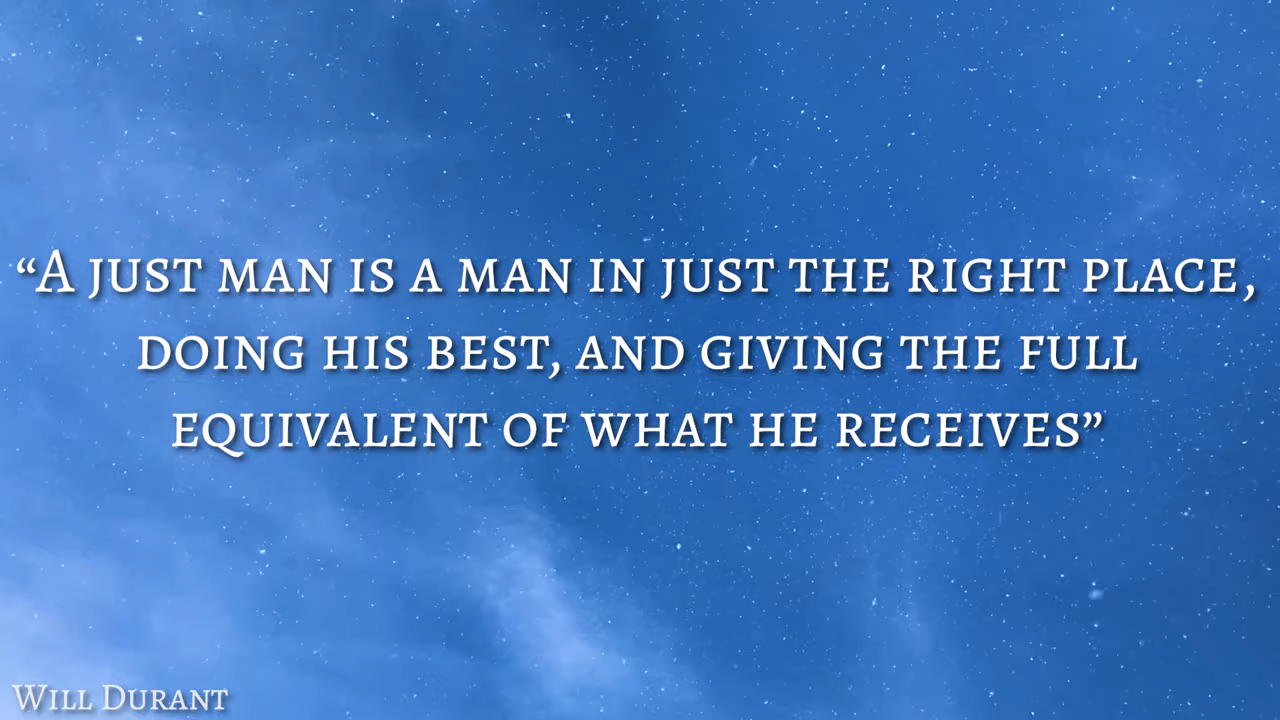 “A just man is a man in just the right place,
doing his best, and giving the full
equivalent of what he receives”
Will Durant